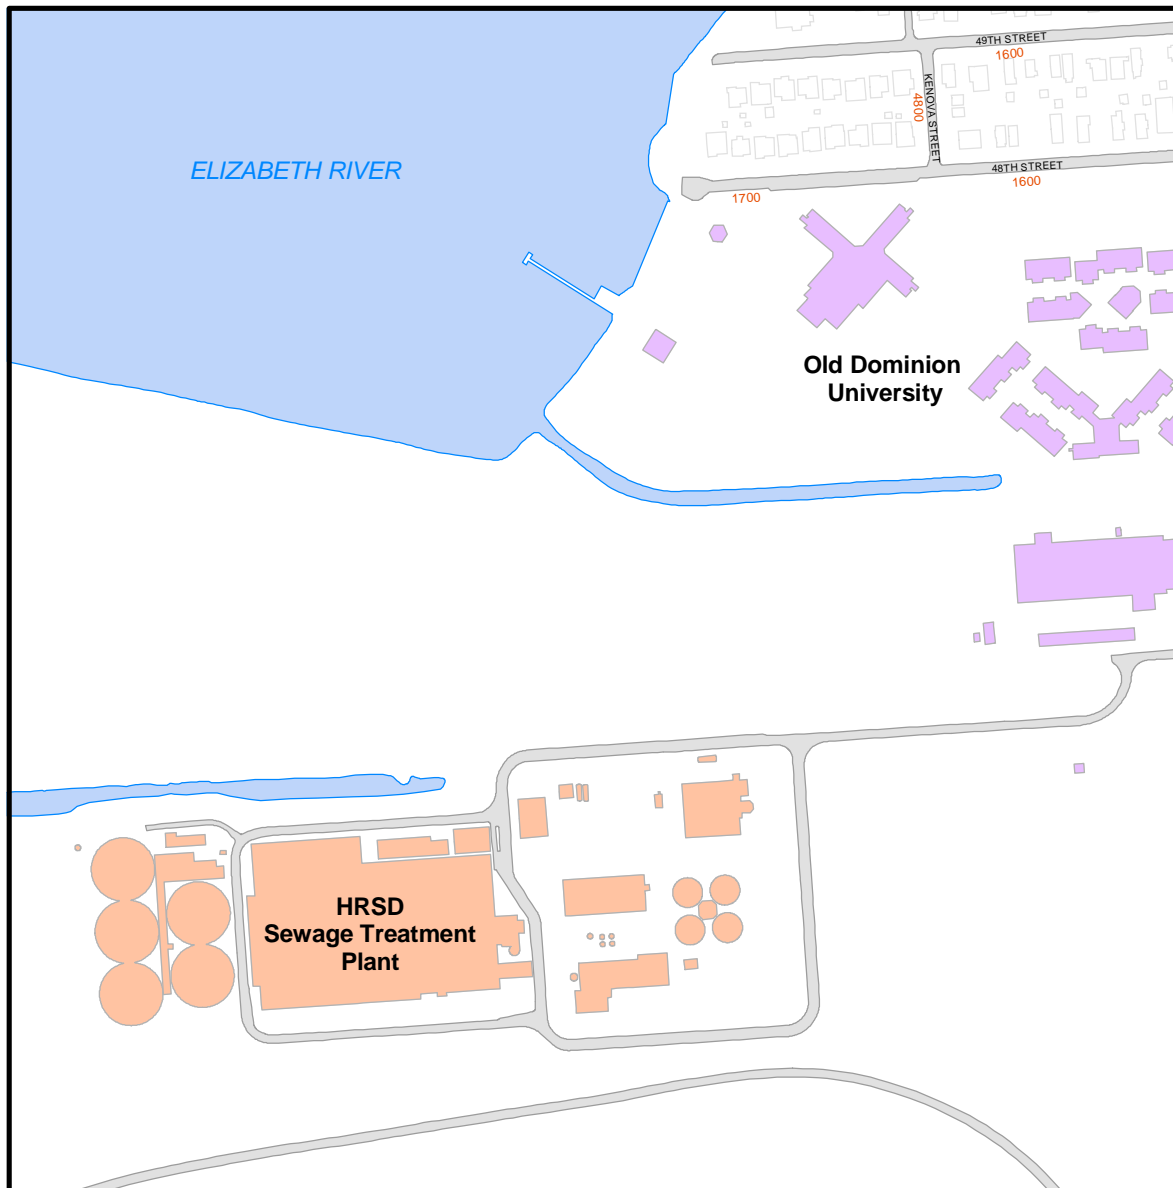 49TH STREET
1600
KENOVA STREET
4800
ELIZABETH RIVER
48TH STREET
1600
1700
Old Dominion
University
HRSD
Sewage Treatment
Plant